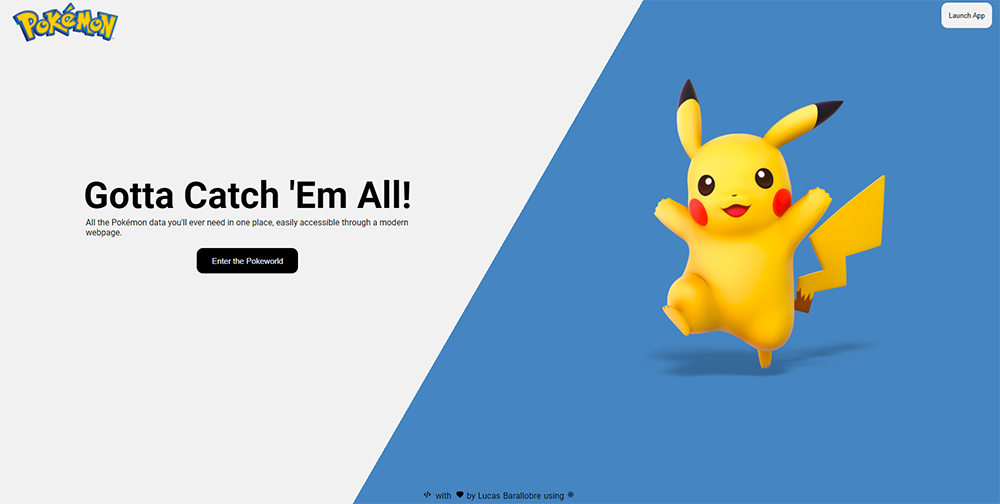 Pokémon
Launch App
Gotta Catch 'Em All!
All the Pokémon data you'll ever need in one place, easily accessible through a modern
webpage.
Enter the Pokeworld
with by Lucas Barallobre using